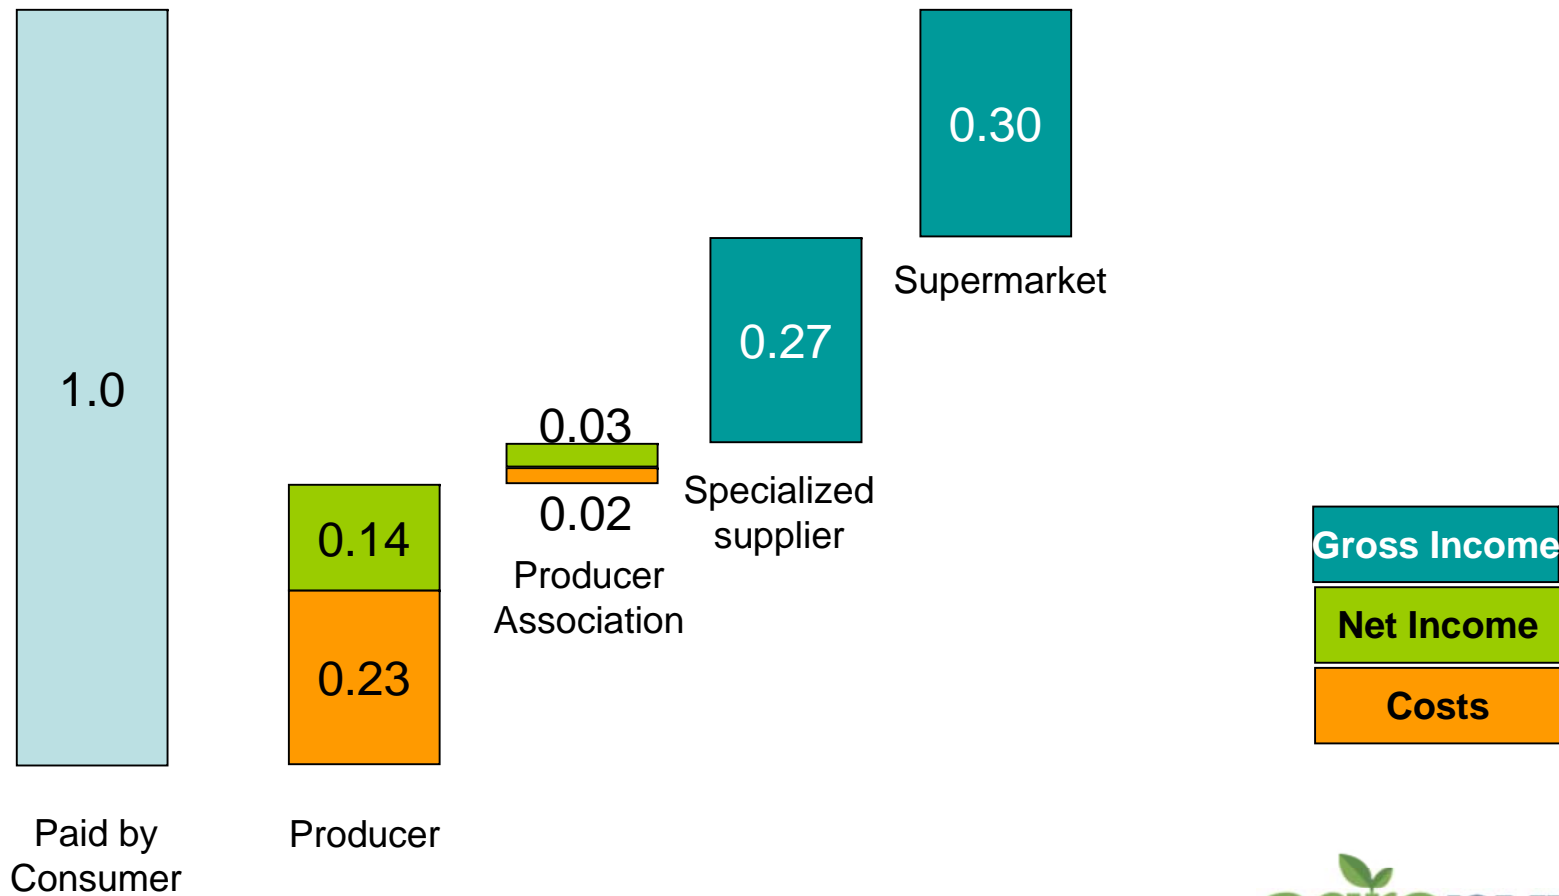 1.0
Paid by
Consumer
0.14
0.23
Producer
0.03
0.02
Producer
Association
0.27
Specialized
supplier
0.30
Supermarket
Gross Income
Net Income
Costs